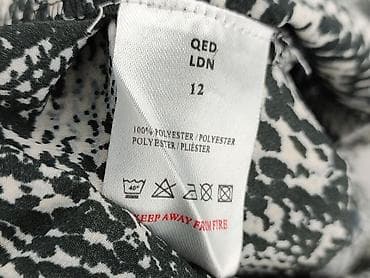 QED
LDN
12
100% POLYESTER / POLYESTER
POLYESTER / PLIÉSTER
40°
KEEP AWAY FROM FIRE